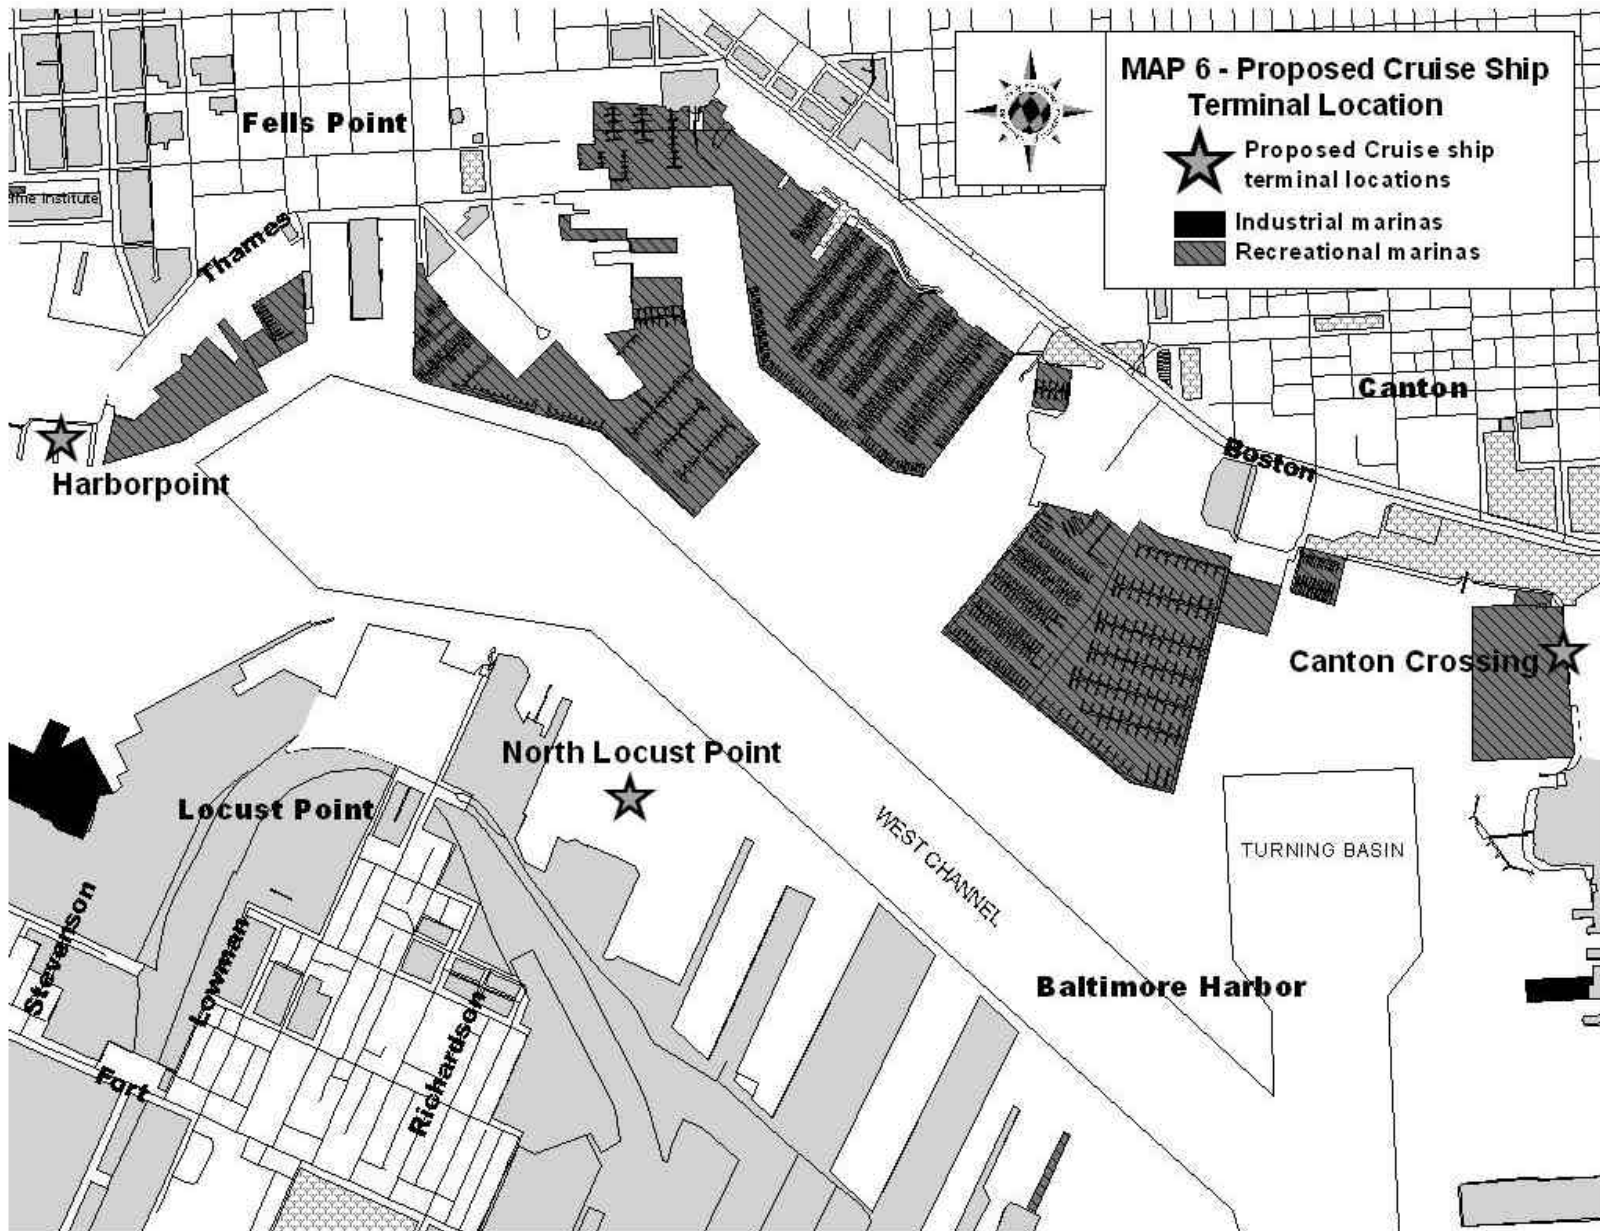 MAP 6 - Proposed Cruise Ship
Terminal Location
Proposed Cruise ship
terminal locations
Industrial marinas
Recreational marinas
Fells Point
Institute
Thames
Canton
Boston
Harborpoint
Canton Crossing
North Locust Point
Locust Point
WEST CHANNEL
TURNING BASIN
Stevenson
Lowman
Baltimore Harbor
Richardson
Fort